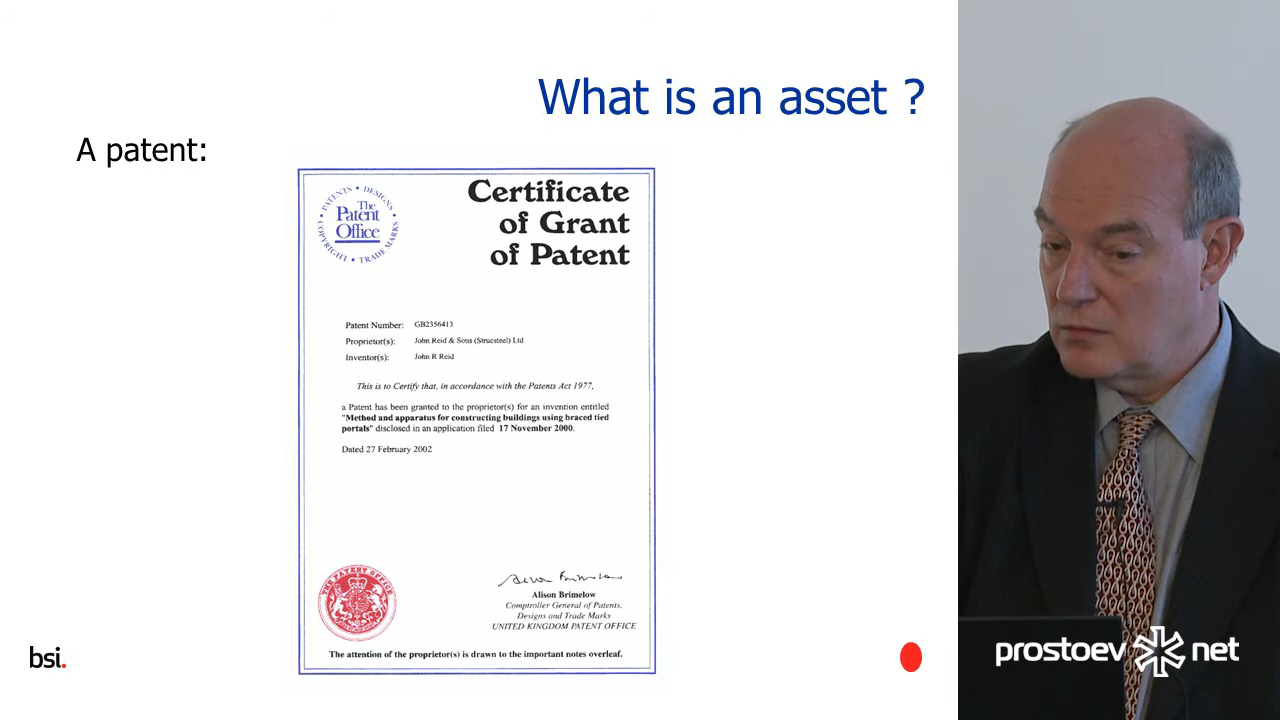 What is an asset ?
A patent:
• PATENTS • DESIGNS • COPYRIGHT • TRADE MARKS
The
Patent
Office
Certificate
of Grant
of Patent
Patent Number: GB2356413
Proprietor(s): John Reid & Sons (Strucsteel) Ltd
Inventor(s): John R Reid
This is to Certify that, in accordance with the Patents Act 1977,
a Patent has been granted to the proprietor(s) for an invention entitled
"Method and apparatus for constructing buildings using braced tied
portals" disclosed in an application filed 17 November 2000.
Dated 27 February 2002
THE PATENT OFFICE
Alison Brimelow
Comptroller General of Patents,
Designs and Trade Marks
UNITED KINGDOM PATENT OFFICE
The attention of the proprietor(s) is drawn to the important notes overleaf.
bsi.
prostoev net